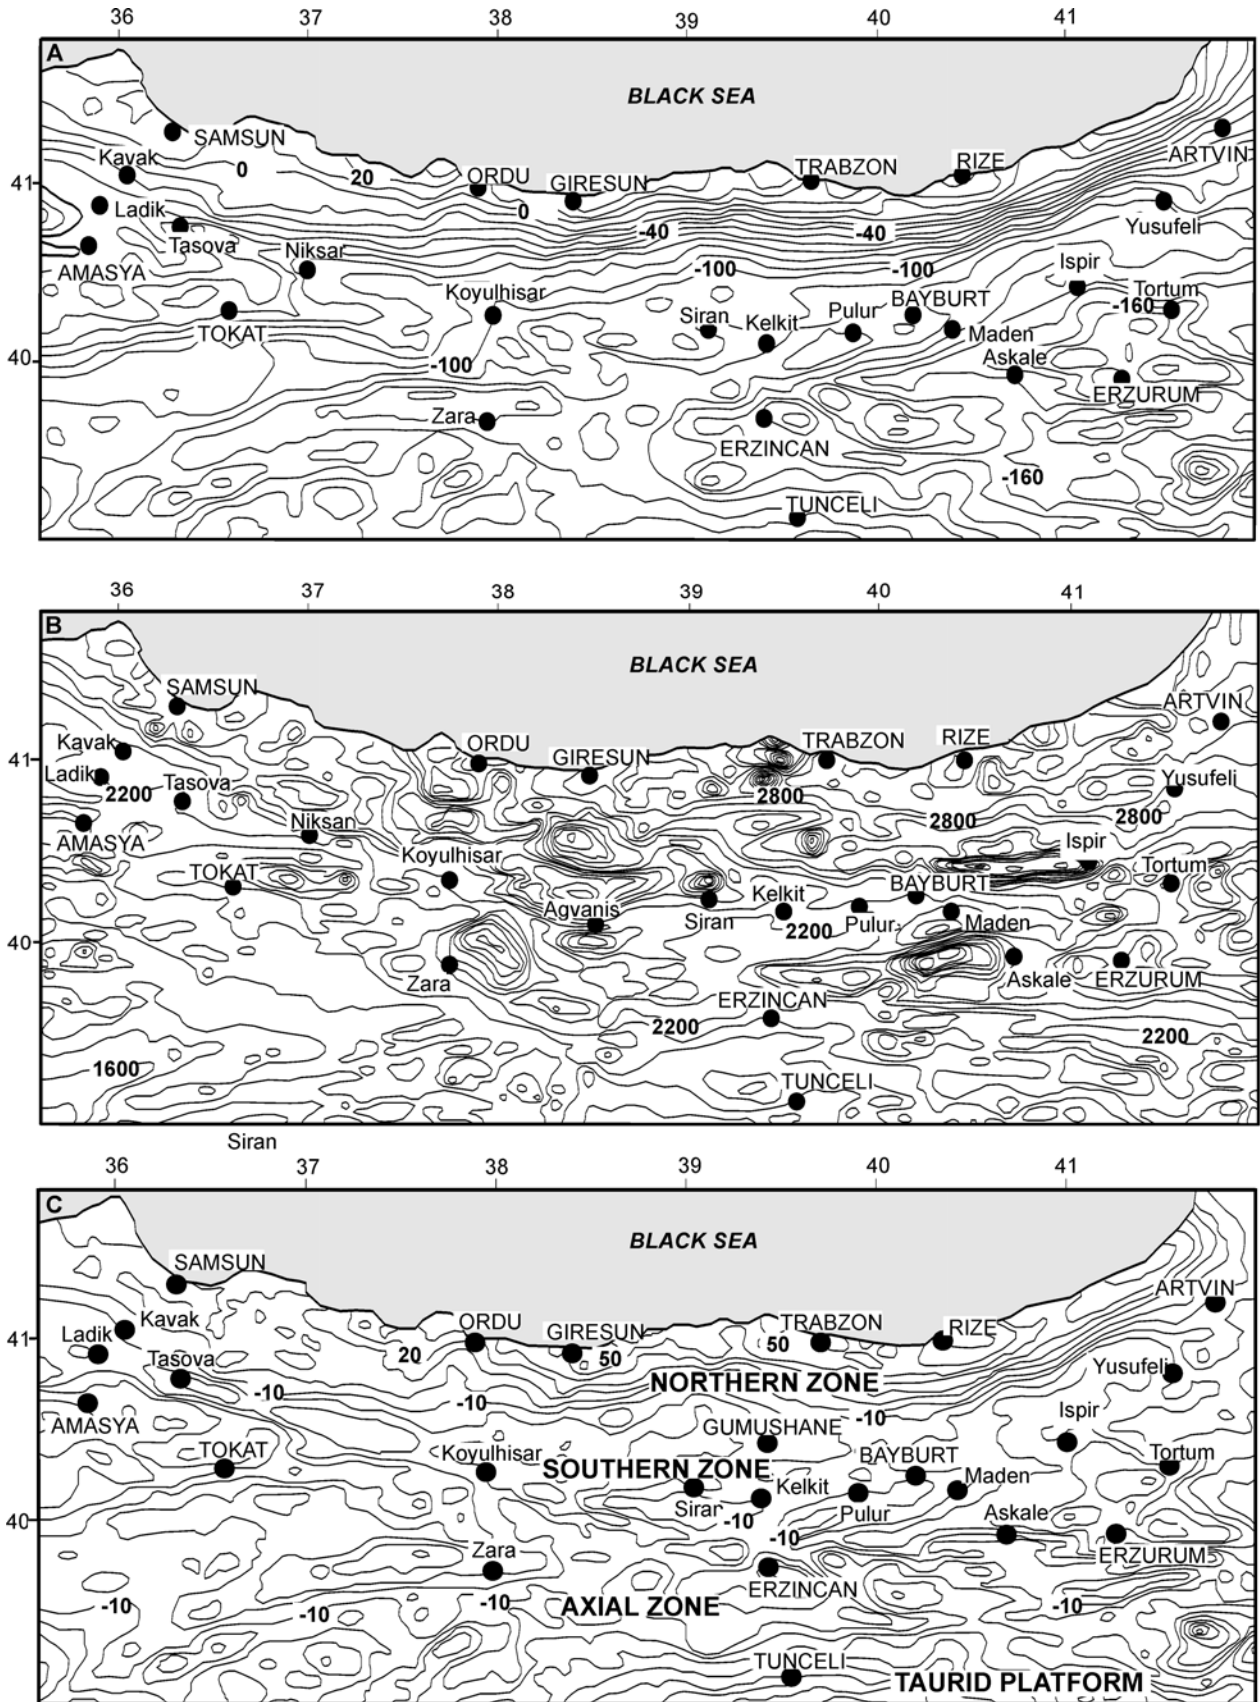 36 37 38 39 40 41
A
BLACK SEA
SAMSUN
ARTVIN
Kavak
0
20
ORDU
GIRESUN
TRABZON
RIZE
41
Ladik
0
Tasova
-40
-40
Yusufeli
AMASYA
Niksar
-100
-100
Ispir
Koyulhisar
BAYBURT
Tortum
-160
TOKAT
Siran
Kelkit
Pulur
Maden
40
-100
Askale
Zara
ERZURUM
ERZINCAN
-160
TUNCELI
36 37 38 39 40 41
B
BLACK SEA
SAMSUN
ARTVIN
Kavak
ORDU
GIRESUN
TRABZON
RIZE
41
Ladik
2200
Tasova
2800
Yusufeli
2800
2800
AMASYA
Niksan
Ispir
Koyulhisar
TOKAT
Kelkit
BAYBURT
Tortum
Agvanis
Siran
2200
Pulur
Maden
40
Zara
Askale
ERZURUM
ERZINCAN
2200
2200
1600
TUNCELI
Siran
36 37 38 39 40 41
C
BLACK SEA
SAMSUN
ARTVIN
Kavak
ORDU
GIRESUN
TRABZON
RIZE
41
Ladik
20
50
50
Tasova
Yusufeli
-10
-10
NORTHERN ZONE
-10
AMASYA
GUMUSHANE
Ispir
TOKAT
Koyulhisar
SOUTHERN ZONE
BAYBURT
Tortum
Kelkit
Maden
Siran
-10
Pulur
Askale
40
-10
Zara
ERZURUM
ERZINCAN
-10
-10
-10
AXIAL ZONE
-10
TUNCELI
TAURID PLATFORM